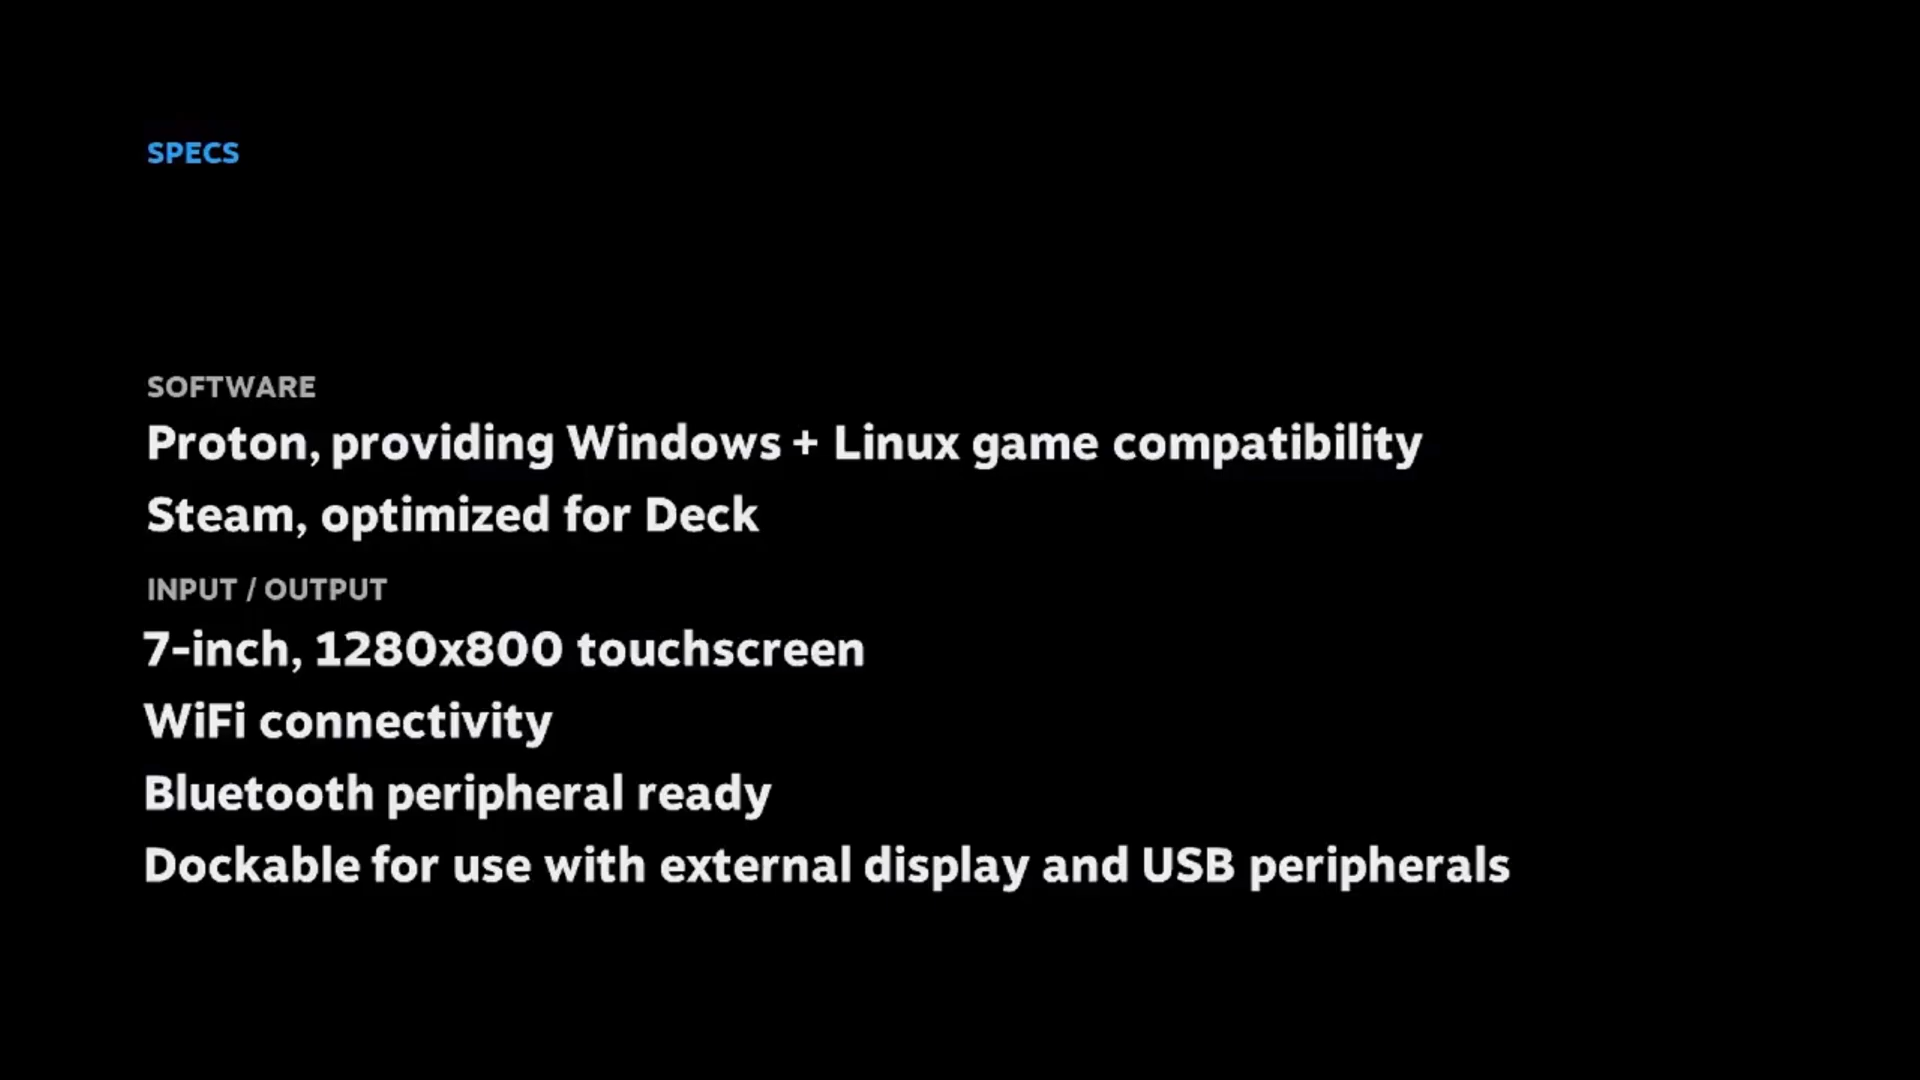 SPECS
SOFTWARE
Proton, providing Windows + Linux game compatibility
Steam, optimized for Deck
INPUT / OUTPUT
7-inch, 1280x800 touchscreen
WiFi connectivity
Bluetooth peripheral ready
Dockable for use with external display and USB peripherals